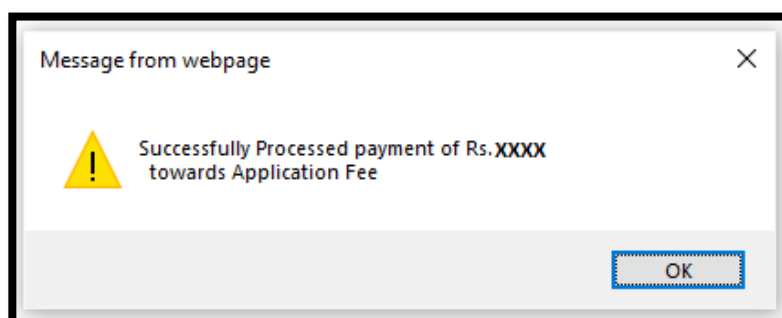 Message from webpage
Successfully Processed payment of Rs.XXXX
towards Application Fee
OK